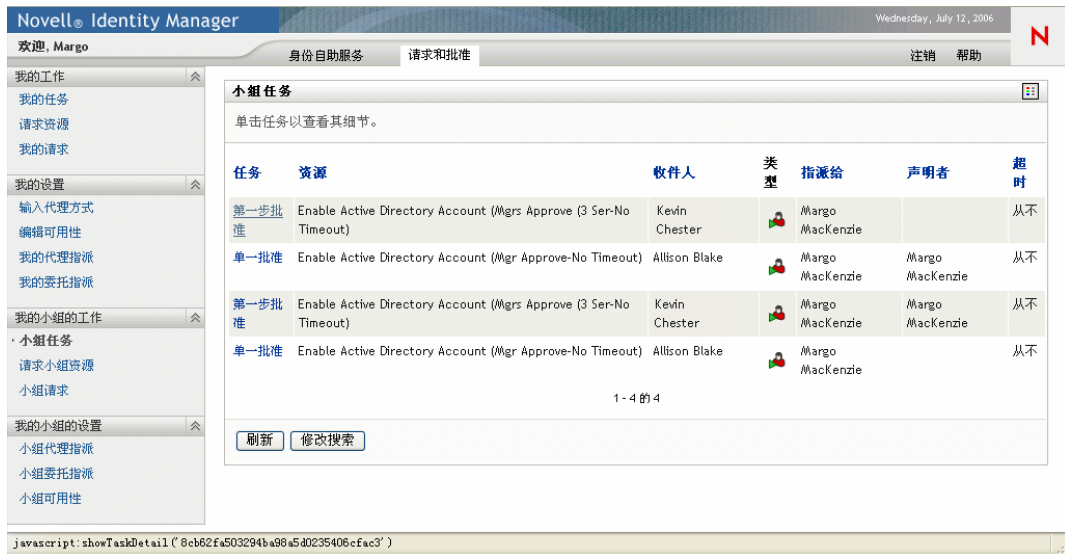 Novell® Identity Manager
Wednesday, July 12, 2006
N
欢迎, Margo
身份自助服务
请求和批准
注销
帮助
我的工作
我的任务
请求资源
我的请求
我的设置
输入代理方式
编辑可用性
我的代理指派
我的委托指派
我的小组的工作
小组任务
请求小组资源
小组请求
我的小组的设置
小组代理指派
小组委托指派
小组可用性
小组任务
单击任务以查看其细节。
任务 资源 收件人 类型 指派给 声明者 超时
第一步批 Enable Active Directory Account (Mgrs Approve (3 Ser-No Kevin Margo 从不
准 Timeout) Chester MacKenzie
单一批准 Enable Active Directory Account (Mgr Approve-No Timeout) Allison Blake Margo Margo 从不
MacKenzie MacKenzie
第一步批 Enable Active Directory Account (Mgrs Approve (3 Ser-No Kevin Margo Margo 从不
准 Timeout) Chester MacKenzie MacKenzie
单一批准 Enable Active Directory Account (Mgr Approve-No Timeout) Allison Blake Margo 从不
MacKenzie
1 - 4 的 4
刷新
修改搜索
javascript:showTaskDetail('8cb62fa503294ba98a5d0235406cfac3')